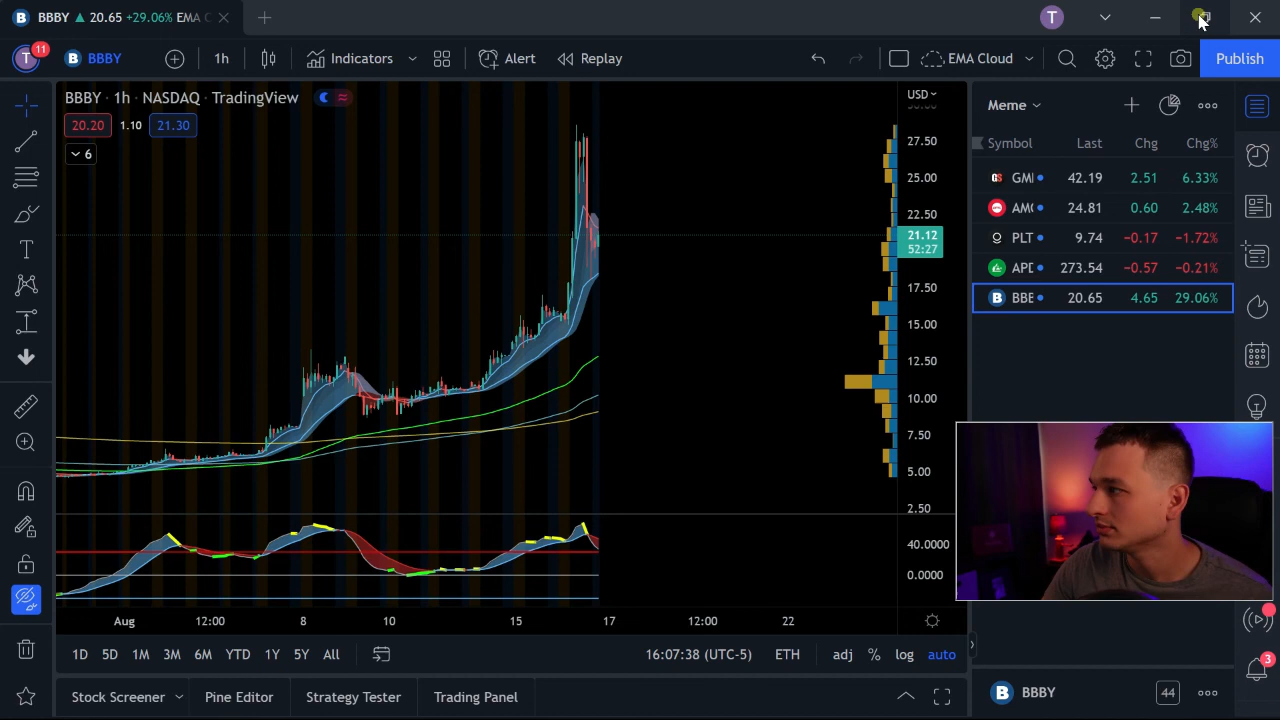 BBBY ▲ 20.65 +29.06% EMA C
T
T 11
BBBY
1h
Indicators
Alert
Replay
EMA Cloud
Publish
BBBY · 1h · NASDAQ · TradingView
20.20 1.10 21.30
6
USD
27.50
25.00
22.50
21.12
52:27
17.50
15.00
12.50
10.00
7.50
5.00
2.50
40.0000
0.0000
Aug 12:00 8 10 15 17 12:00 22
1D 5D 1M 3M 6M YTD 1Y 5Y All
16:07:38 (UTC-5) ETH adj % log auto
Stock Screener Pine Editor Strategy Tester Trading Panel
Meme
Symbol Last Chg Chg%
GMI 42.19 2.51 6.33%
AMC 24.81 0.60 2.48%
PLT 9.74 −0.17 −1.72%
APD 273.54 −0.57 −0.21%
BBE 20.65 4.65 29.06%
3
B BBBY 44